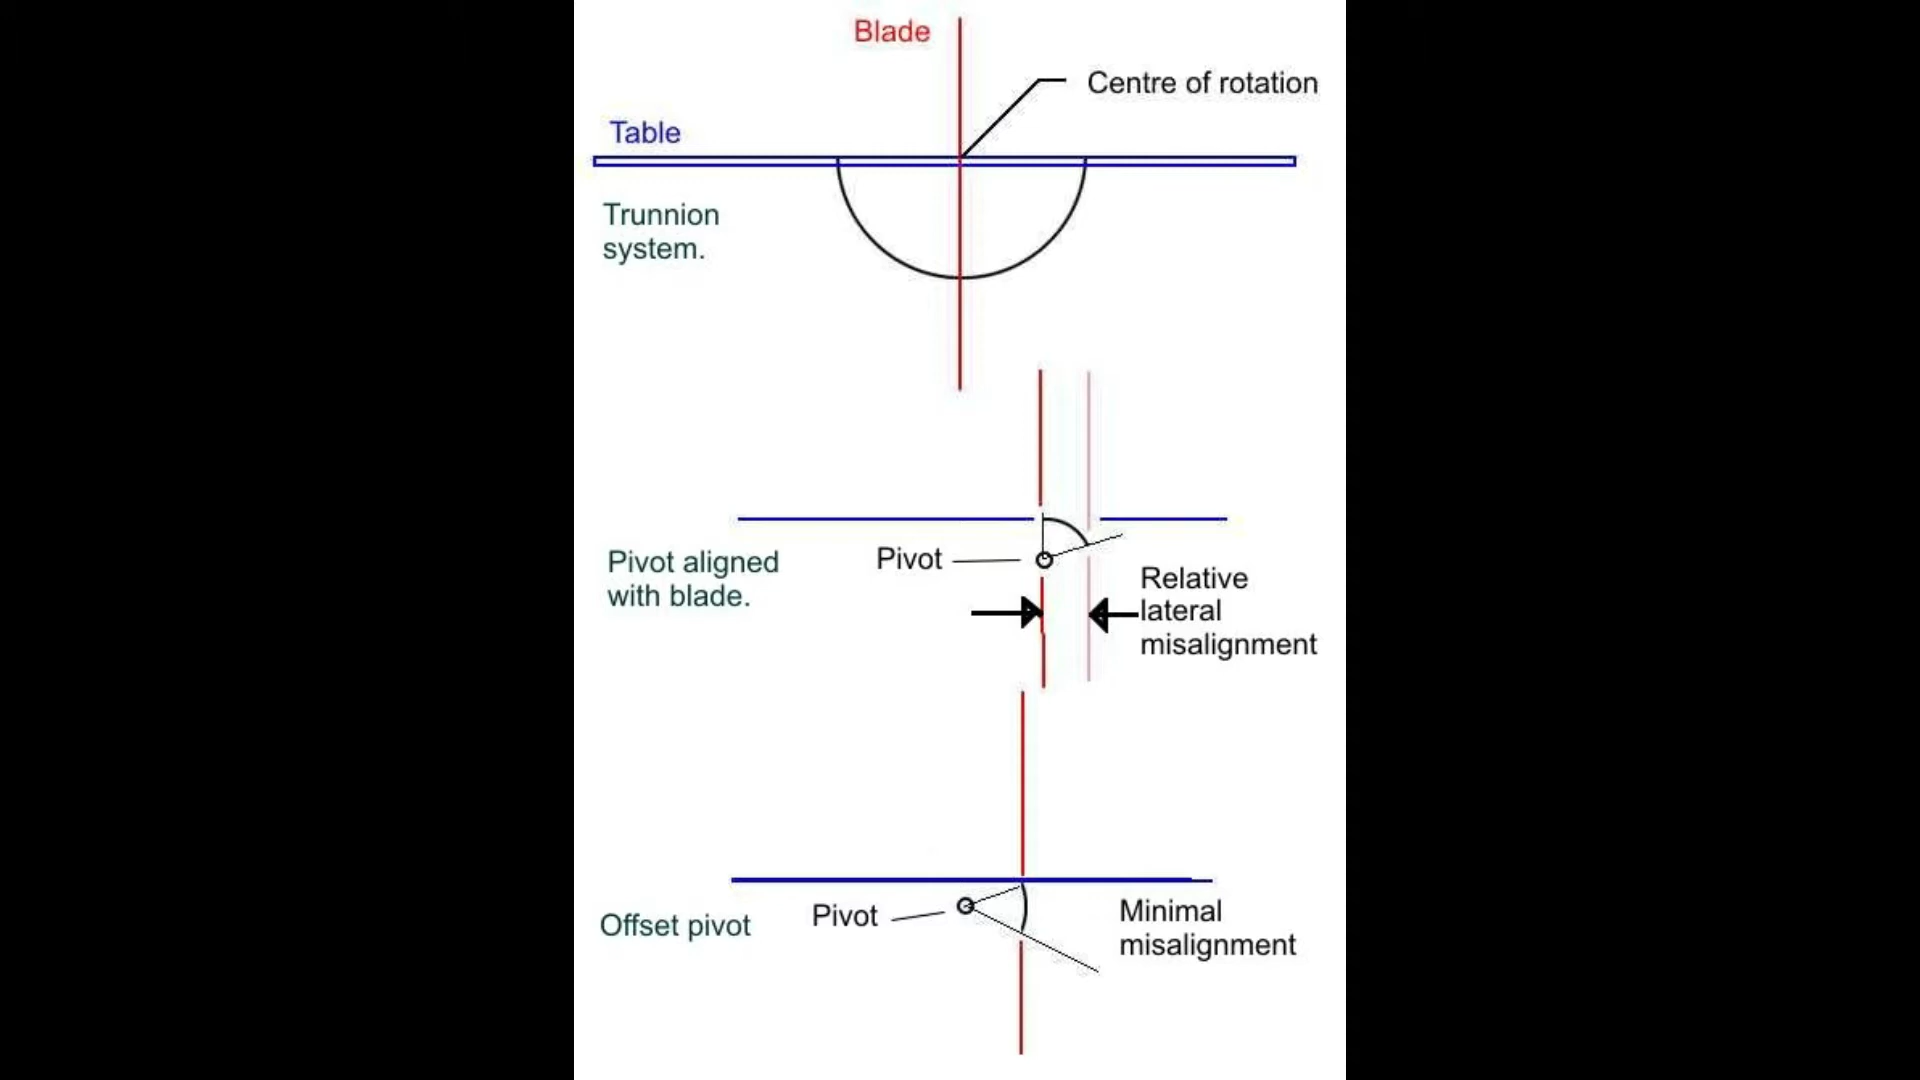 Blade
Centre of rotation
Table
Trunnion
system.
Pivot
Pivot aligned
with blade.
Relative
lateral
misalignment
Pivot
Offset pivot
Minimal
misalignment